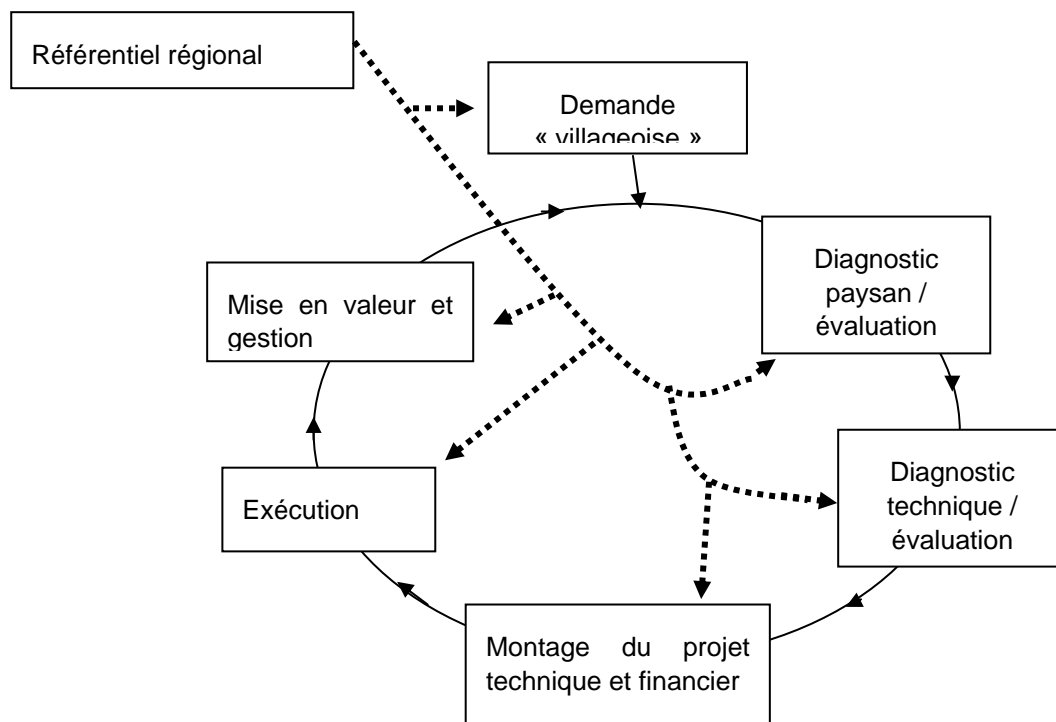 Référentiel régional
Demande
« villageoise »
Diagnostic
paysan /
évaluation
Mise en valeur et
gestion
Diagnostic
technique /
évaluation
Exécution
Montage du projet
technique et financier